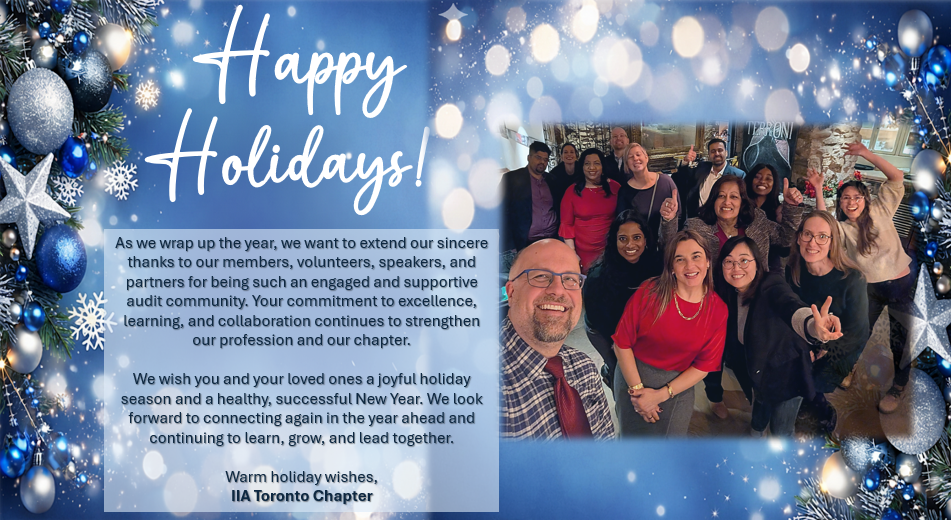 Happy
Holidays!
As we wrap up the year, we want to extend our sincere
thanks to our members, volunteers, speakers, and
partners for being such an engaged and supportive
audit community. Your commitment to excellence,
learning, and collaboration continues to strengthen
our profession and our chapter.
We wish you and your loved ones a joyful holiday
season and a healthy, successful New Year. We look
forward to connecting again in the year ahead and
continuing to learn, grow, and lead together.
Warm holiday wishes,
IIA Toronto Chapter